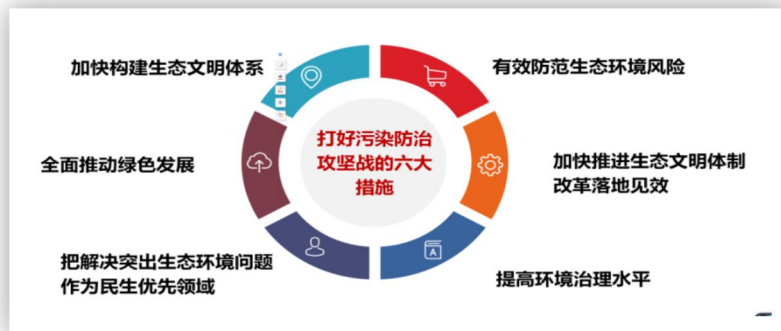 加快构建生态文明体系
有效防范生态环境风险
打好污染防治
攻坚战的六大
措施
全面推动绿色发展
加快推进生态文明体制
改革落地见效
把解决突出生态环境问题
作为民生优先领域
提高环境治理水平
A